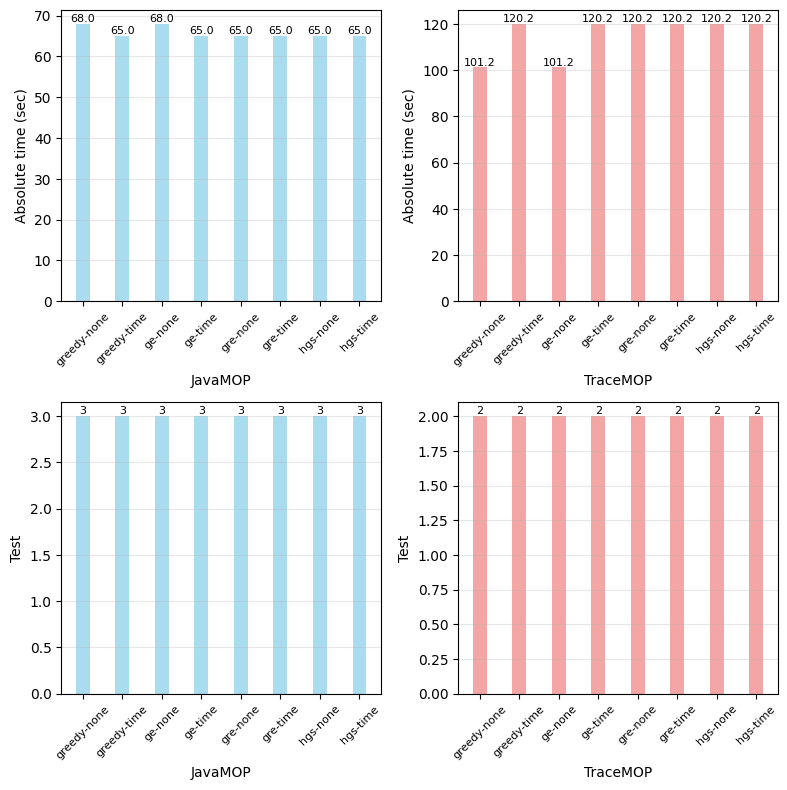 70
60
50
40
30
20
10
0
Absolute time (sec)
68.0
65.0
68.0
65.0
65.0
65.0
65.0
65.0
greedy-none
greedy-time
ge-none
ge-time
gre-none
gre-time
hgs-none
hgs-time
JavaMOP
120
100
80
60
40
20
0
Absolute time (sec)
101.2
120.2
101.2
120.2
120.2
120.2
120.2
120.2
greedy-none
greedy-time
ge-none
ge-time
gre-none
gre-time
hgs-none
hgs-time
TraceMOP
3.0
2.5
2.0
1.5
1.0
0.5
0.0
Test
3
3
3
3
3
3
3
3
greedy-none
greedy-time
ge-none
ge-time
gre-none
gre-time
hgs-none
hgs-time
JavaMOP
2.00
1.75
1.50
1.25
1.00
0.75
0.50
0.25
0.00
Test
2
2
2
2
2
2
2
2
greedy-none
greedy-time
ge-none
ge-time
gre-none
gre-time
hgs-none
hgs-time
TraceMOP